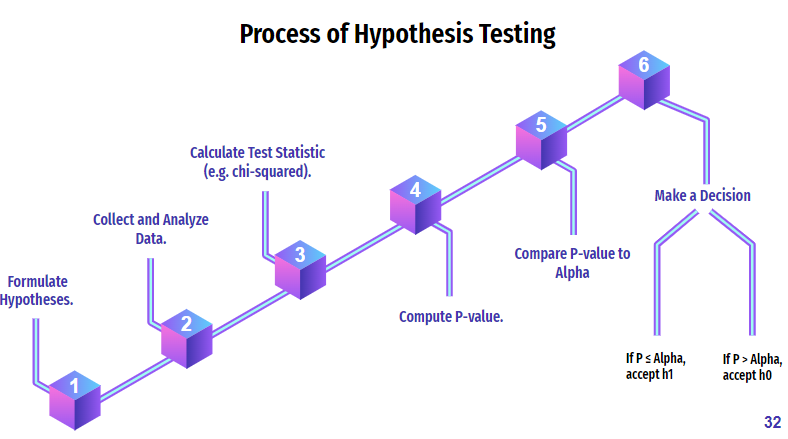 Process of Hypothesis Testing
1
Formulate
Hypotheses.
2
Collect and Analyze
Data.
3
Calculate Test Statistic
(e.g. chi-squared).
4
Compute P-value.
5
Compare P-value to
Alpha
6
Make a Decision
If P ≤ Alpha,
accept h1
If P > Alpha,
accept h0
32